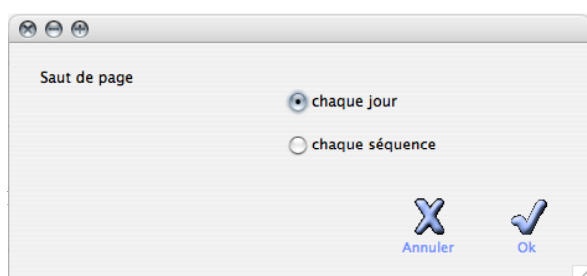 Saut de page
chaque jour
chaque séquence
Annuler
Ok